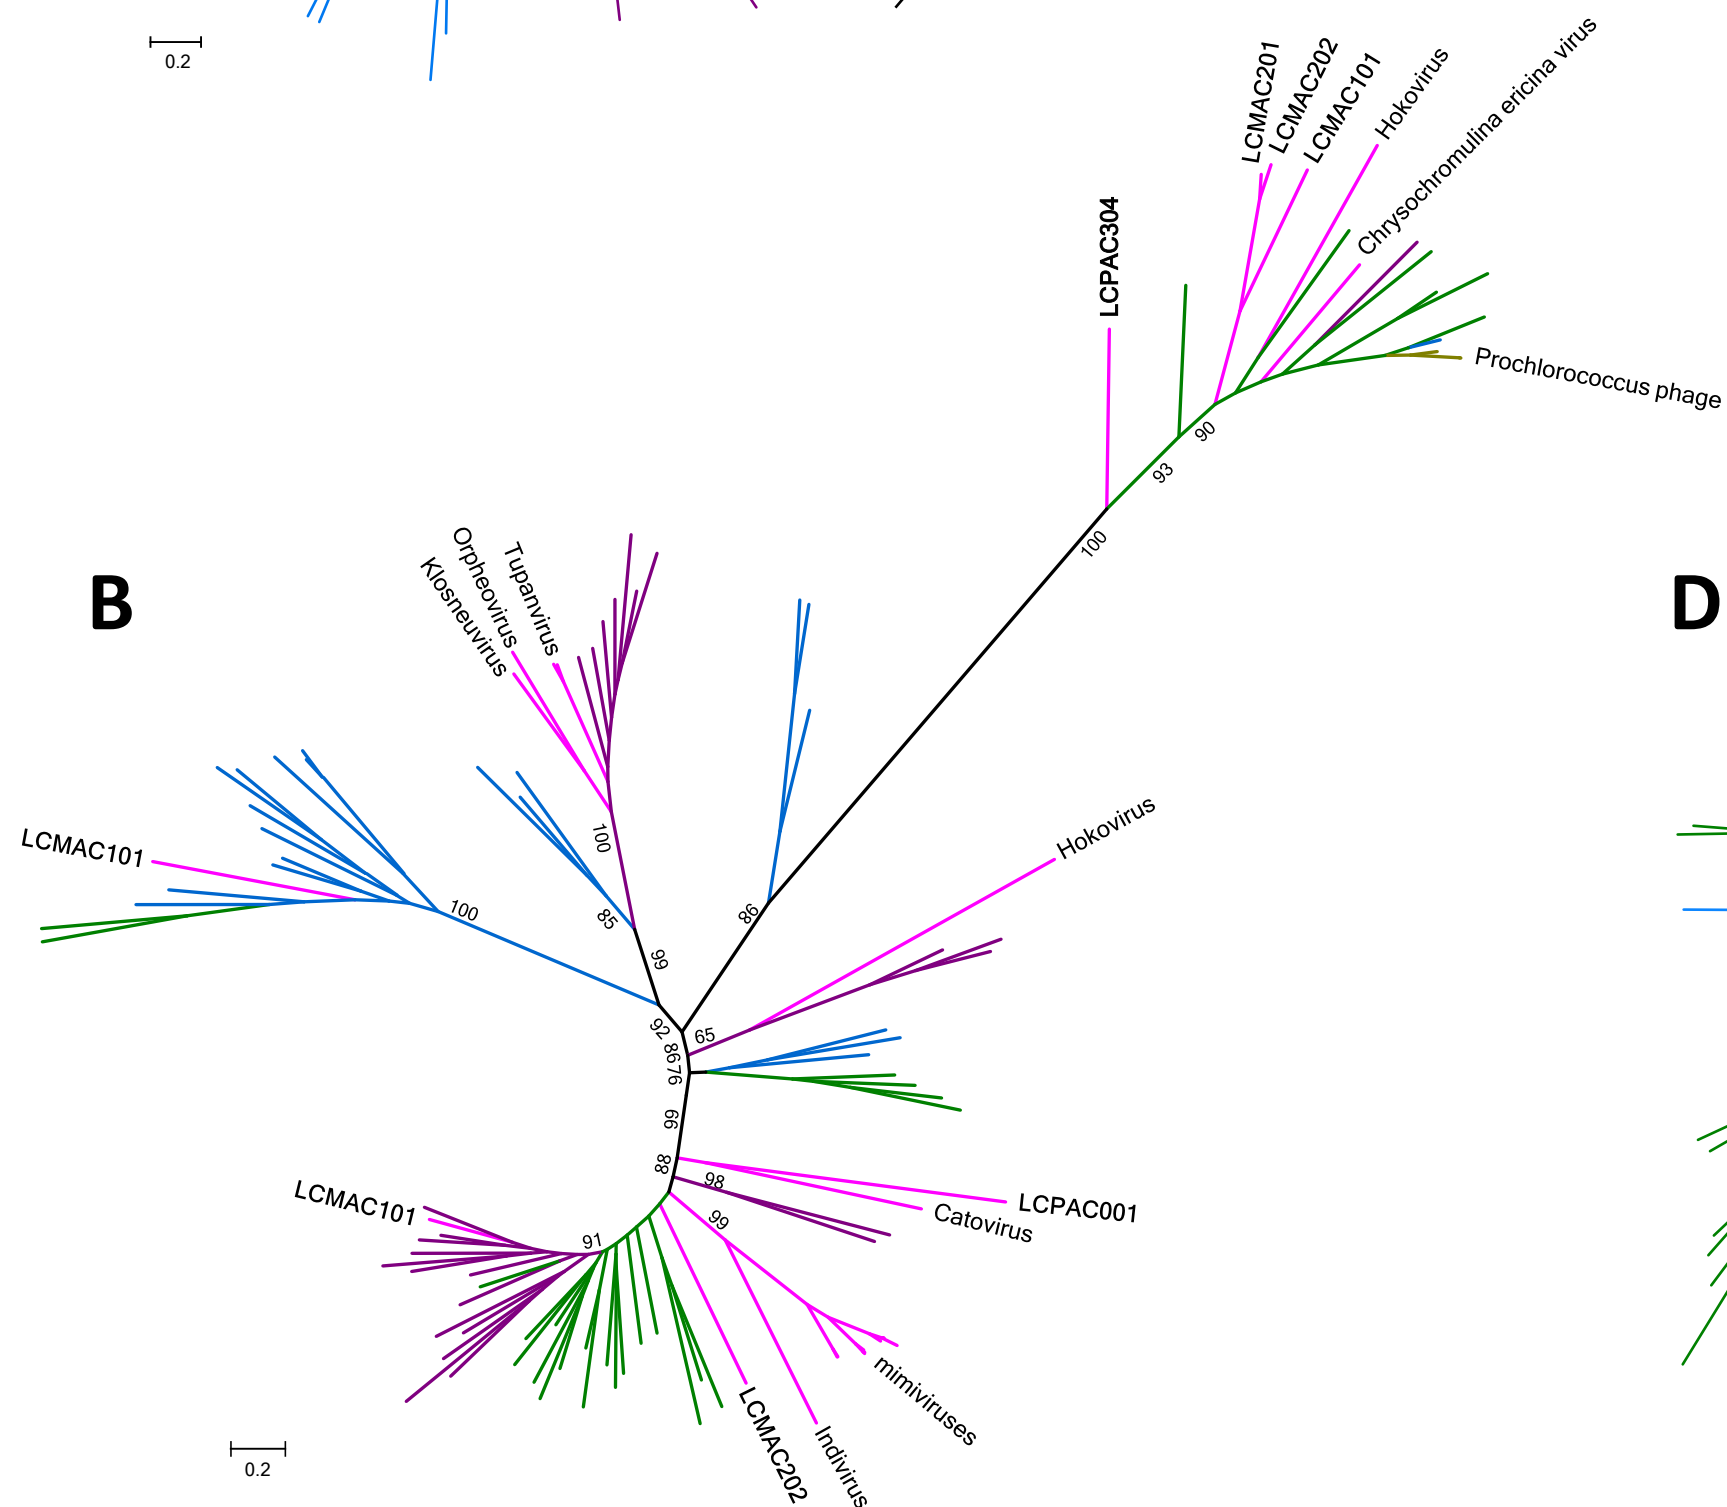 0.2
LCMAC201
LCMAC202
LCMAC101
Hokovirus
Chrysochromulina ericina virus
LCPAC304
Prochlorococcus phage
90
93
100
B
D
Klosneuvirus
Orpheovirus
Tupanvirus
100
LCMAC101
100
85
99
86
Hokovirus
92
65
86
76
66
88
98
99
LCPAC001
Catovirus
LCMAC101
91
mimiviruses
LCMAC202
Indivirus
0.2